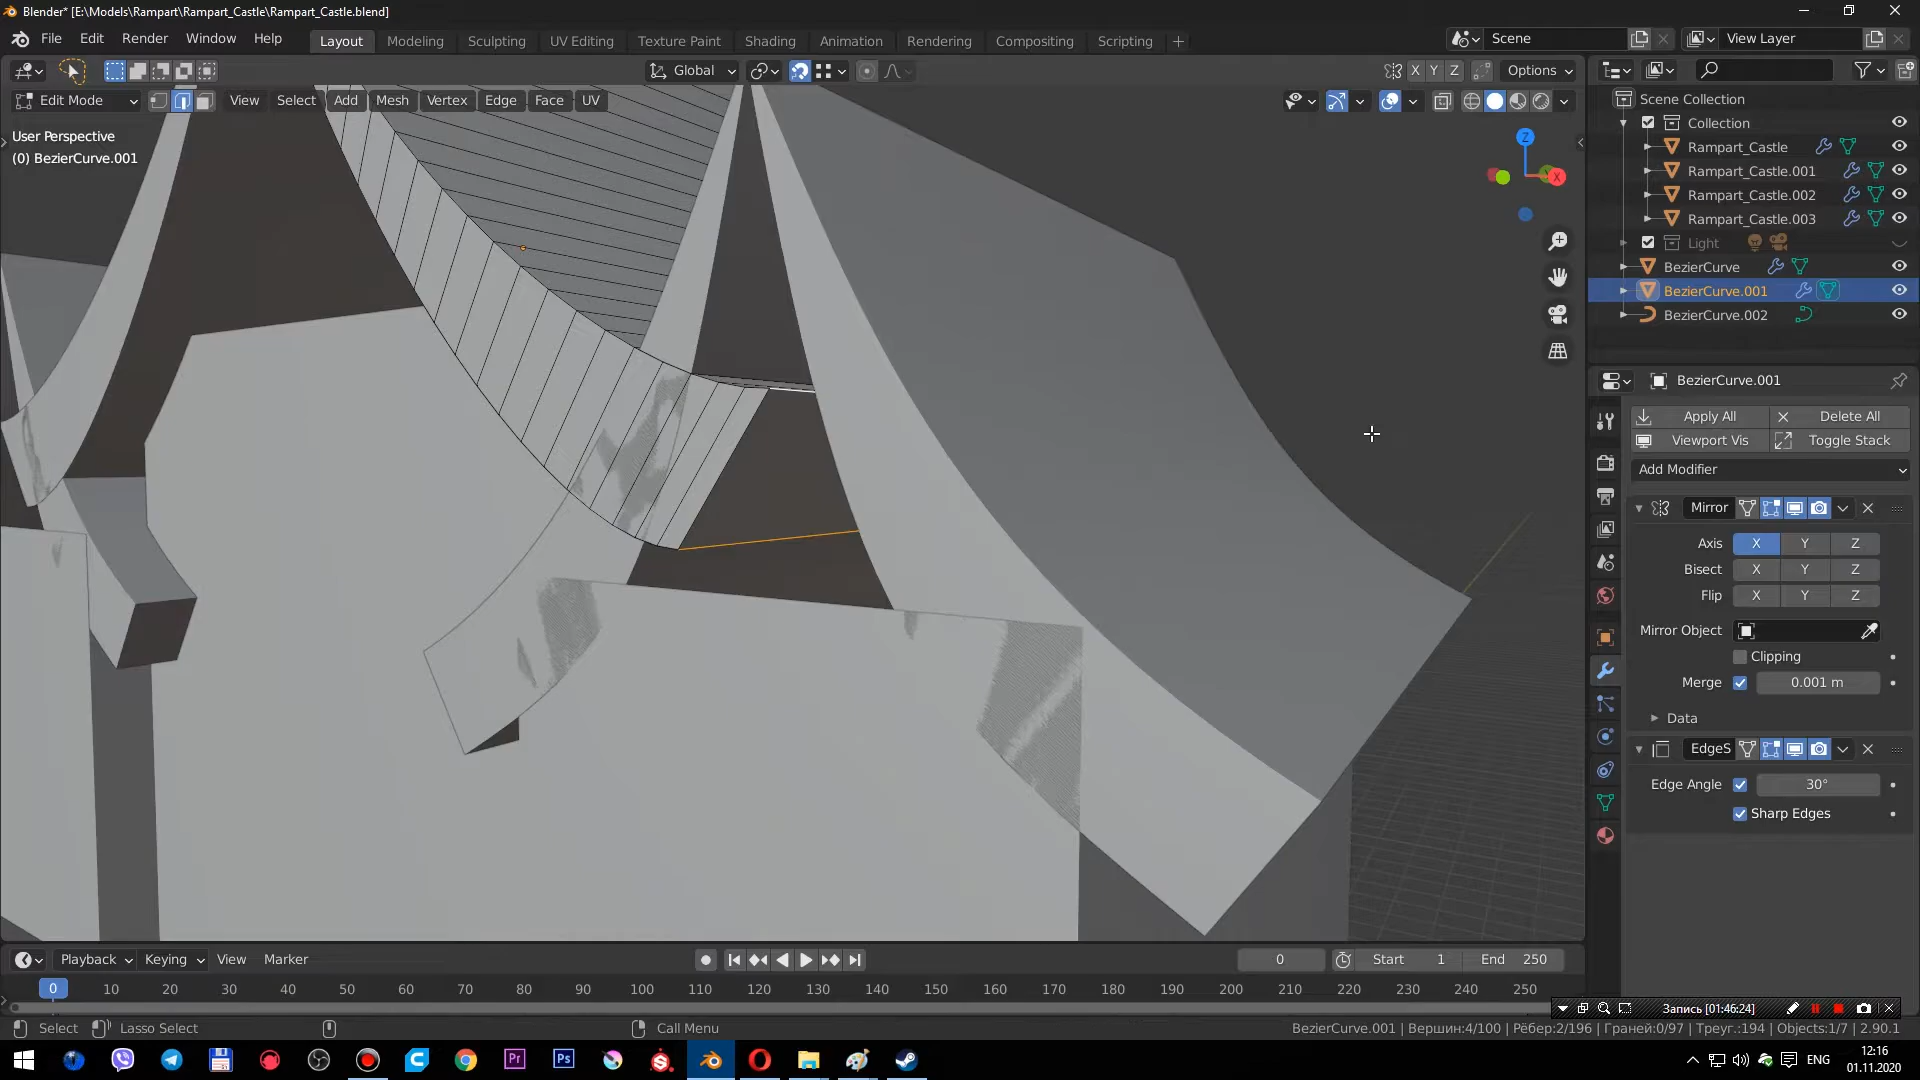 Blender* [E:\Models\Rampart\Rampart_Castle\Rampart_Castle.blend]
File Edit Render Window Help Layout Modeling Sculpting UV Editing Texture Paint Shading Animation Rendering Compositing Scripting Scene View Layer
Global X Y Z Options
Edit Mode View Select Add Mesh Vertex Edge Face UV
User Perspective
(0) BezierCurve.001
Z
X
Scene Collection
Collection
Rampart_Castle
Rampart_Castle.001
Rampart_Castle.002
Rampart_Castle.003
Light
BezierCurve
BezierCurve.001
BezierCurve.002
BezierCurve.001
Apply All Delete All
Viewport Vis Toggle Stack
Add Modifier
Mirror
Axis X Y Z
Bisect X Y Z
Flip X Y Z
Mirror Object
Clipping
Merge 0.001 m
Data
EdgeS
Edge Angle 30°
Sharp Edges
Playback Keying View Marker 0 Start 1 End 250
0 10 20 30 40 50 60 70 80 90 100 110 120 130 140 150 160 170 180 190 200 210 220 230 240 250
Запись [01:46:24]
Select Lasso Select Call Menu BezierCurve.001 | Вершин:4/100 | Рёбер:2/196 | Граней:0/97 | Треуг.:194 | Objects:1/7 | 2.90.1
Pr Ps ENG 12:16
01.11.2020